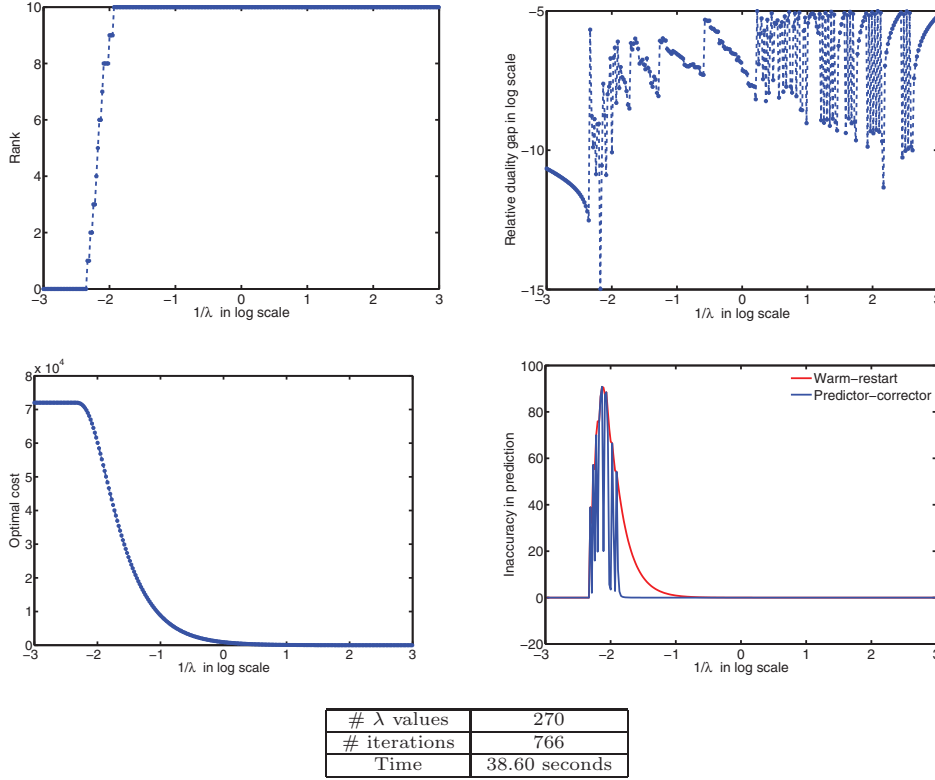 10
8
6
4
2
0
Rank
−3 −2 −1 0 1 2 3
1/λ in log scale
−5
−10
−15
Relative duality gap in log scale
−3 −2 −1 0 1 2 3
1/λ in log scale
x 10^4
8
7
6
5
4
3
2
1
0
Optimal cost
−3 −2 −1 0 1 2 3
1/λ in log scale
100
80
60
40
20
0
−20
Inaccuracy in prediction
Warm−restart
Predictor−corrector
−3 −2 −1 0 1 2 3
1/λ in log scale
# λ values 270
# iterations 766
Time 38.60 seconds